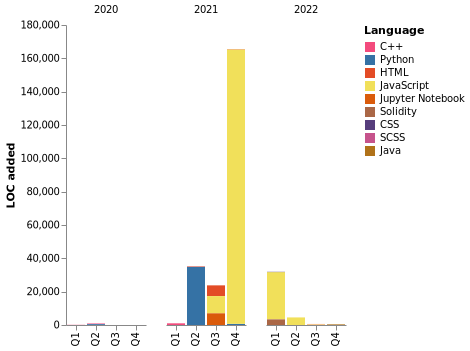 2020 2021 2022
LOC added
180,000
160,000
140,000
120,000
100,000
80,000
60,000
40,000
20,000
0
Q1 Q2 Q3 Q4 Q1 Q2 Q3 Q4 Q1 Q2 Q3 Q4
Language
C++
Python
HTML
JavaScript
Jupyter Notebook
Solidity
CSS
SCSS
Java